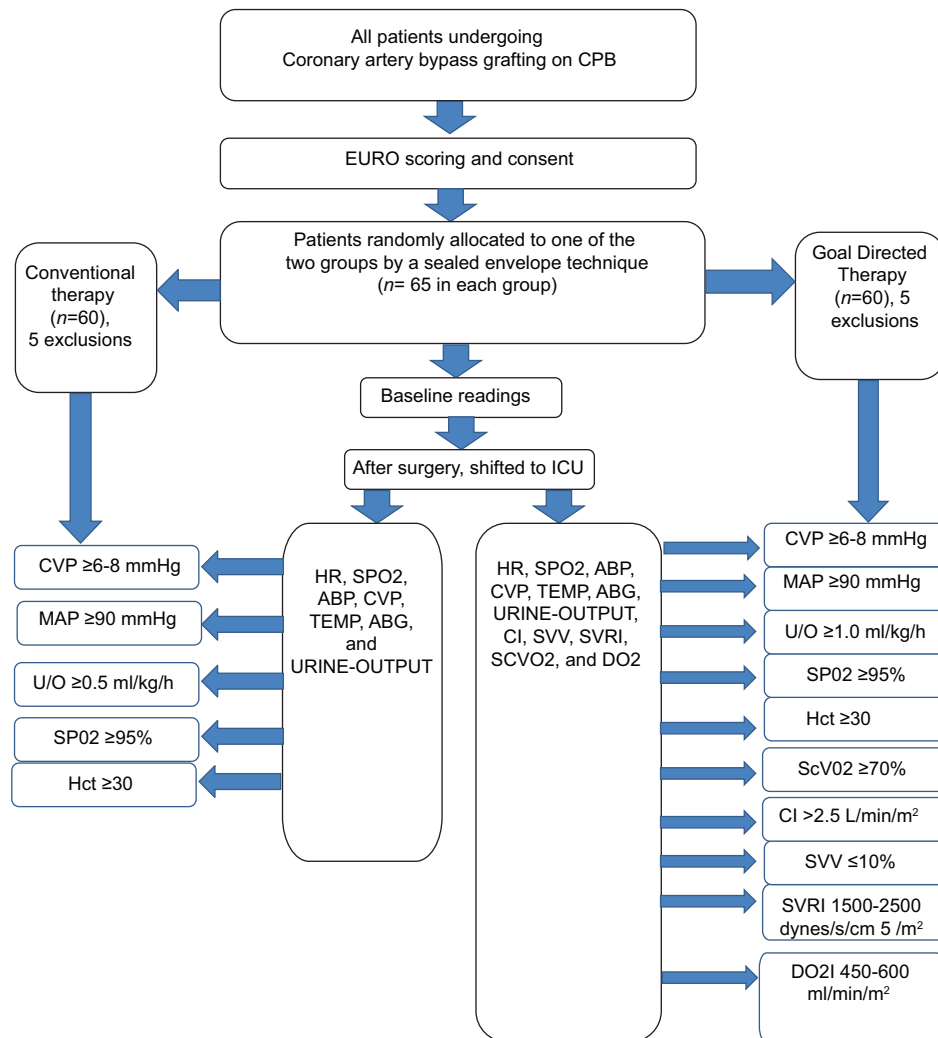 All patients undergoing
Coronary artery bypass grafting on CPB
EURO scoring and consent
Patients randomly allocated to one of the
two groups by a sealed envelope technique
(n= 65 in each group)
Conventional
therapy
(n=60),
5 exclusions
Goal Directed
Therapy
(n=60), 5
exclusions
Baseline readings
After surgery, shifted to ICU
HR, SPO2,
ABP, CVP,
TEMP, ABG,
and
URINE-OUTPUT
HR, SPO2, ABP,
CVP, TEMP, ABG,
URINE-OUTPUT,
CI, SVV, SVRI,
SCVO2, and DO2
CVP ≥6-8 mmHg
MAP ≥90 mmHg
U/O ≥0.5 ml/kg/h
SP02 ≥95%
Hct ≥30
CVP ≥6-8 mmHg
MAP ≥90 mmHg
U/O ≥1.0 ml/kg/h
SP02 ≥95%
Hct ≥30
ScV02 ≥70%
CI >2.5 L/min/m²
SVV ≤10%
SVRI 1500-2500
dynes/s/cm 5 /m²
DO2I 450-600
ml/min/m²